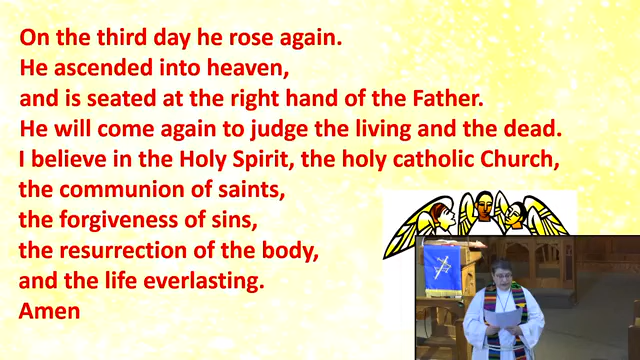 On the third day he rose again.
He ascended into heaven,
and is seated at the right hand of the Father.
He will come again to judge the living and the dead.
I believe in the Holy Spirit, the holy catholic Church,
the communion of saints,
the forgiveness of sins,
the resurrection of the body,
and the life everlasting.
Amen